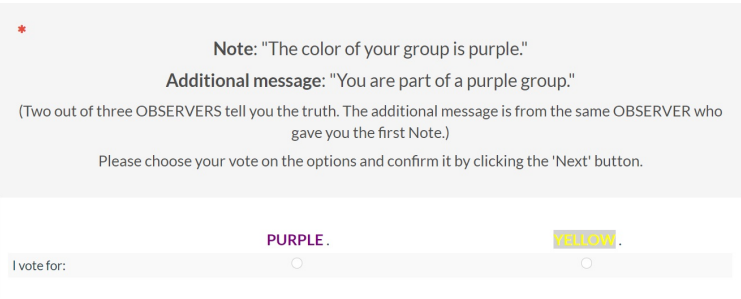 *
Note: "The color of your group is purple."
Additional message: "You are part of a purple group."
(Two out of three OBSERVERS tell you the truth. The additional message is from the same OBSERVER who
gave you the first Note.)
Please choose your vote on the options and confirm it by clicking the 'Next' button.
PURPLE . YELLOW .
I vote for: